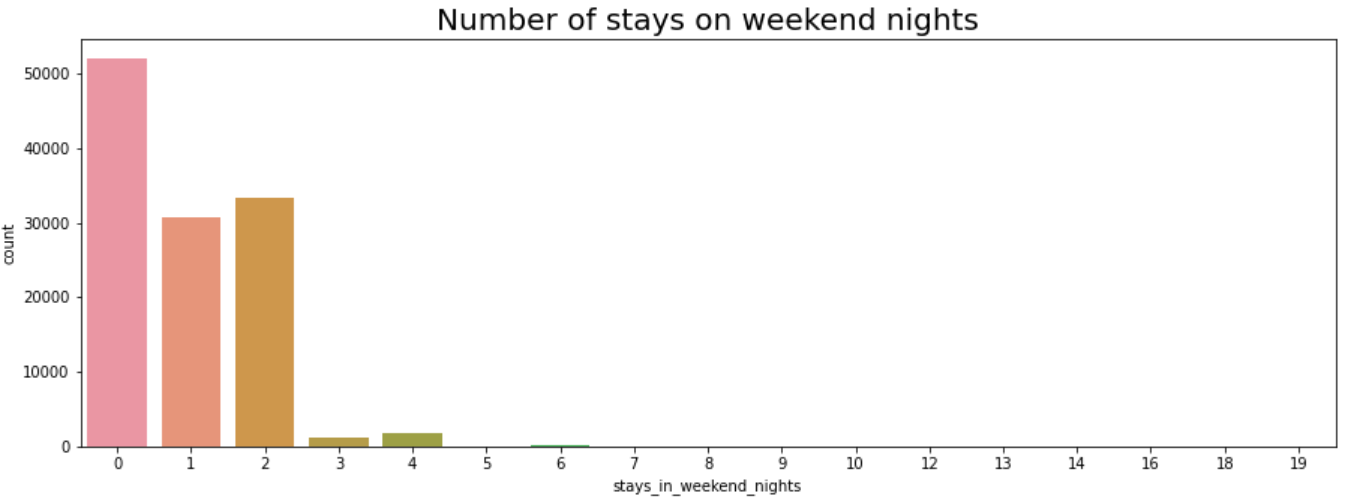 Number of stays on weekend nights
50000
40000
30000
20000
10000
0
count
0 1 2 3 4 5 6 7 8 9 10 12 13 14 16 18 19
stays_in_weekend_nights